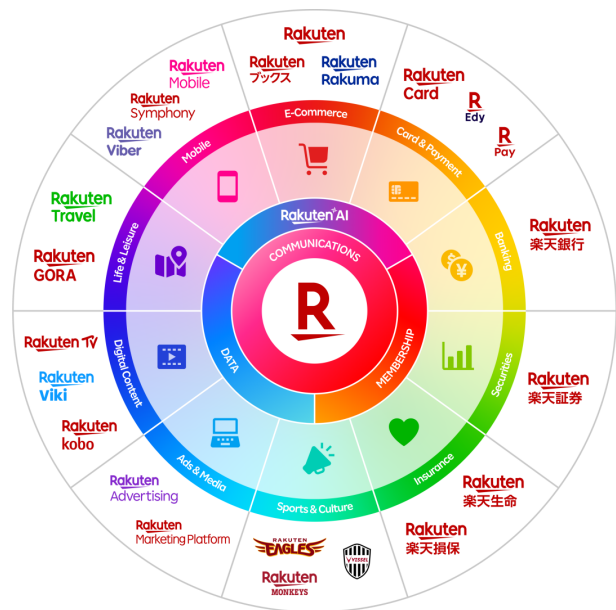 Rakuten
Rakuten
ブックス
Rakuten
Rakuma
Rakuten
Card
R
Edy
R
Pay
Rakuten
楽天銀行
Rakuten
楽天証券
Rakuten
楽天生命
Rakuten
楽天損保
RAKUTEN
EAGLES
VISSEL
Rakuten
MONKEYS
Rakuten
Marketing Platform
Rakuten
Advertising
Rakuten
kobo
Rakuten
Viki
Rakuten TV
Rakuten
GORA
Rakuten
Travel
Rakuten
Viber
Rakuten
Symphony
Rakuten
Mobile
E-Commerce
Card & Payment
Banking
Securities
Insurance
Sports & Culture
Ads & Media
Digital Content
Life & Leisure
Mobile
¥
Rakuten AI
COMMUNICATIONS
MEMBERSHIP
DATA
R